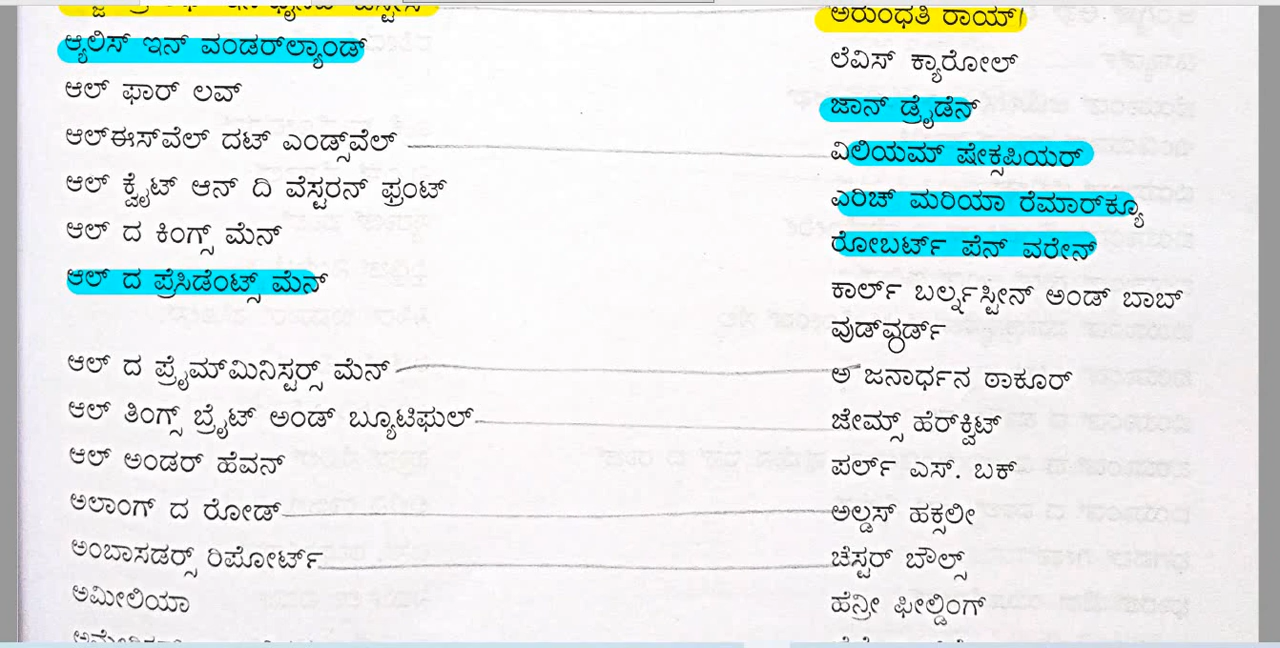 ಅರುಂಧತಿ ರಾಯ್
ಆ್ಯಲಿಸ್ ಇನ್ ವಂಡರ್‌ಲ್ಯಾಂಡ್ ಲೆವಿಸ್ ಕ್ಯಾರೋಲ್
ಆಲ್ ಫಾರ್ ಲವ್ ಜಾನ್ ಡ್ರೈಡೆನ್
ಆಲ್‌ಈಸ್‌ವೆಲ್ ದಟ್ ಎಂಡ್ಸ್‌ವೆಲ್ ವಿಲಿಯಮ್ ಷೇಕ್ಸಪಿಯರ್
ಆಲ್ ಕ್ವೈಟ್ ಆನ್ ದಿ ವೆಸ್ಟರನ್ ಫ್ರಂಟ್ ಎರಿಚ್ ಮರಿಯಾ ರೆಮಾರ್‌ಕ್ಯೂ
ಆಲ್ ದ ಕಿಂಗ್ಸ್ ಮೆನ್ ರೋಬರ್ಟ್ ಪೆನ್ ವರೇನ್
ಆಲ್ ದ ಪ್ರೆಸಿಡೆಂಟ್ಸ್ ಮೆನ್ ಕಾರ್ಲ್ ಬರ್ಲ್ನಸ್ಟೀನ್ ಅಂಡ್ ಬಾಬ್
ವುಡ್‌ವರ್ಡ್
ಆಲ್ ದ ಪ್ರೈಮ್‌ಮಿನಿಸ್ಟರ್ಸ್ ಮೆನ್ ಜನಾರ್ಧನ ಠಾಕೂರ್
ಆಲ್ ತಿಂಗ್ಸ್ ಬ್ರೈಟ್ ಅಂಡ್ ಬ್ಯೂಟಿಫುಲ್ ಜೇಮ್ಸ್ ಹೆರ್‌ಕ್ವಿಟ್
ಆಲ್ ಅಂಡರ್ ಹೆವನ್ ಪರ್ಲ್ ಎಸ್. ಬಕ್
ಅಲಾಂಗ್ ದ ರೋಡ್ ಅಲ್ಡಸ್ ಹಕ್ಸಲೀ
ಅಂಬಾಸಡರ್ಸ್ ರಿಪೋರ್ಟ್ ಚೆಸ್ಟರ್ ಬೌಲ್ಸ್
ಅಮೀಲಿಯಾ ಹೆನ್ರೀ ಫೀಲ್ಡಿಂಗ್